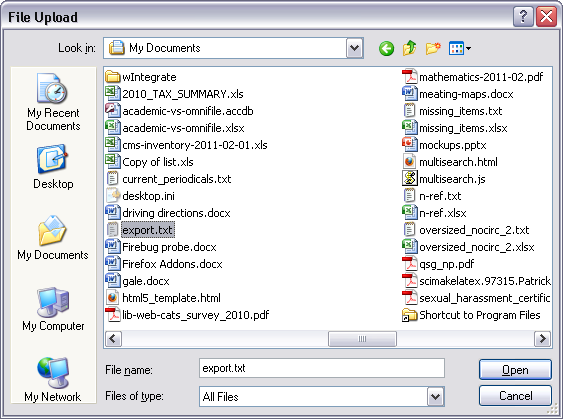 File Upload
Look in: My Documents
My Recent
Documents
Desktop
My Documents
My Computer
My Network
wIntegrate
2010_TAX_SUMMARY.xls
academic-vs-omnifile.accdb
academic-vs-omnifile.xlsx
cms-inventory-2011-02-01.xls
Copy of list.xls
current_periodicals.txt
desktop.ini
driving directions.docx
export.txt
Firebug probe.docx
Firefox Addons.docx
gale.docx
html5_template.html
lib-web-cats_survey_2010.pdf
mathematics-2011-02.pdf
meating-maps.docx
missing_items.txt
missing_items.xlsx
mockups.pptx
multisearch.html
multisearch.js
n-ref.txt
n-ref.xlsx
oversized_nocirc_2.txt
oversized_nocirc_2.xlsx
qsg_np.pdf
scimakelatex.97315.Patrick
sexual_harassment_certific
Shortcut to Program Files
File name: export.txt
Open
Files of type: All Files
Cancel